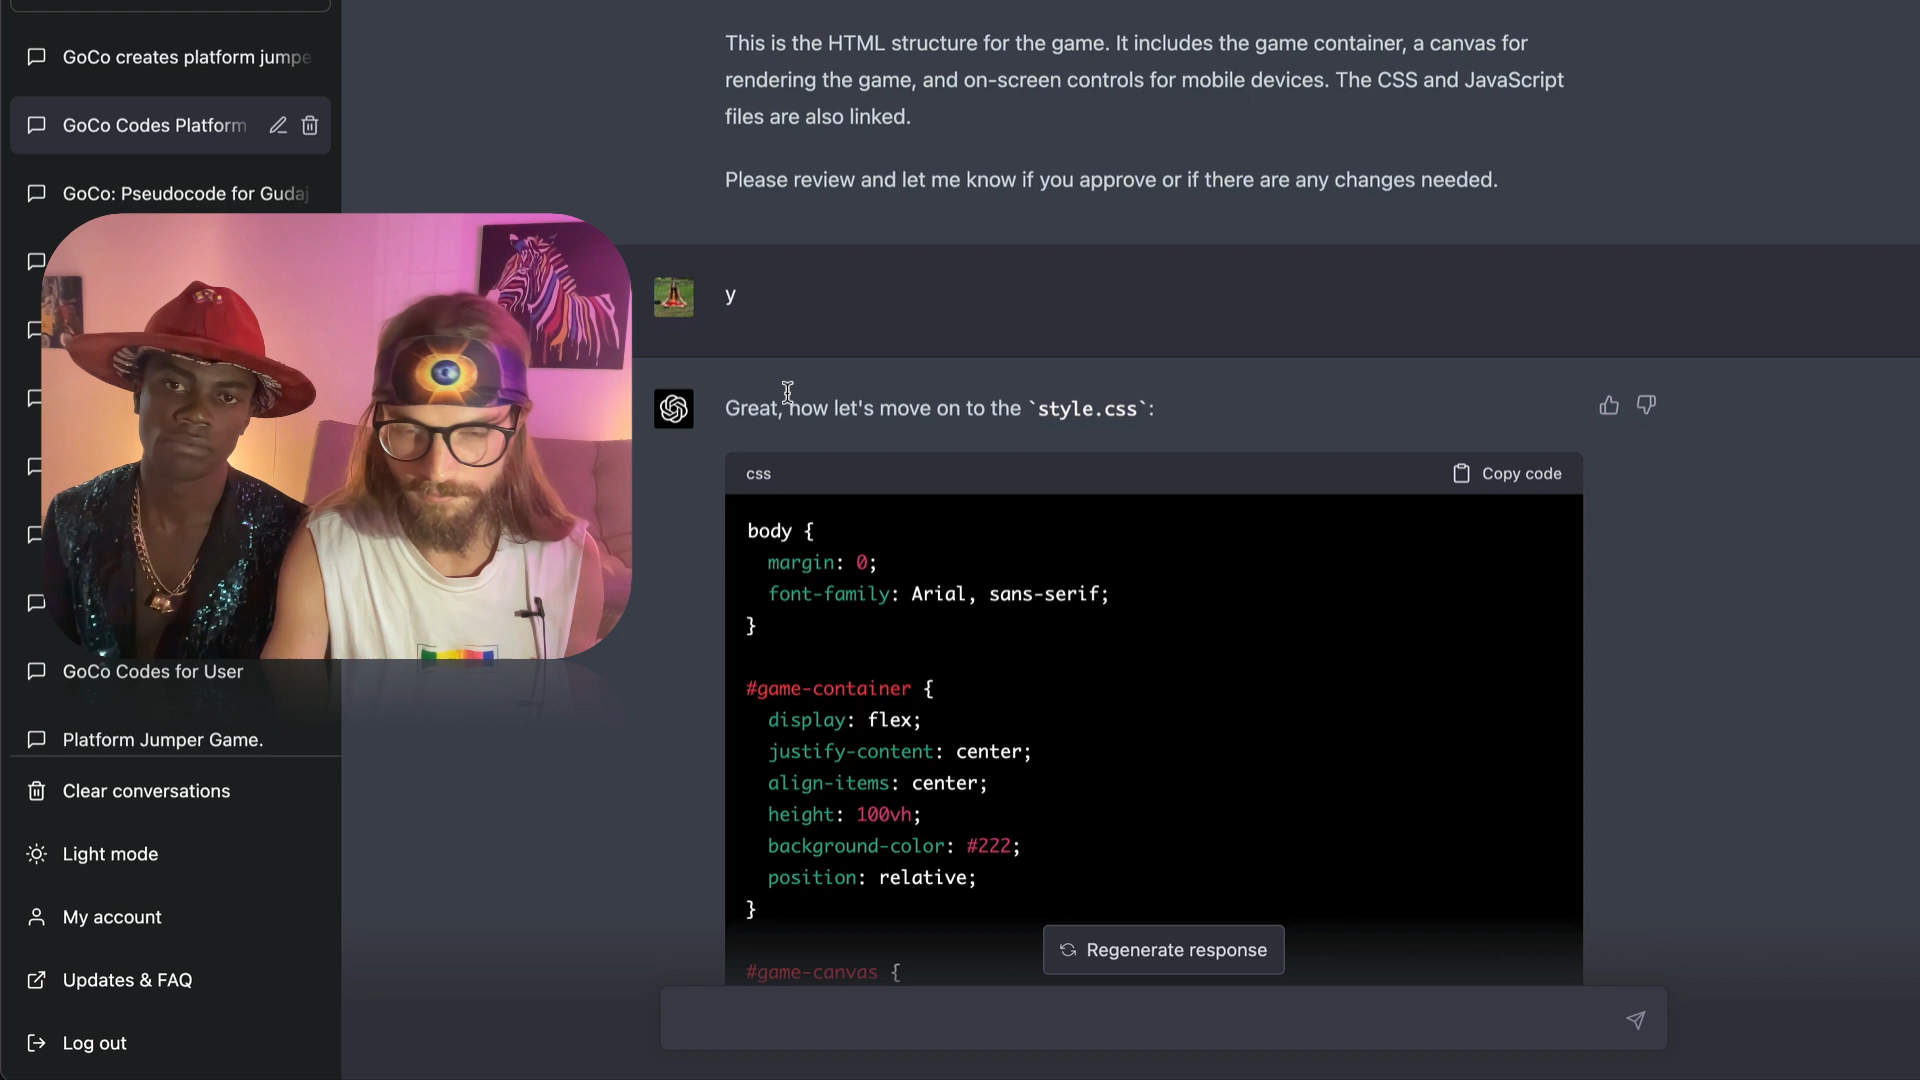 GoCo creates platform jumpe
GoCo Codes Platform
GoCo: Pseudocode for Gudaj
GoCo Codes for User
Platform Jumper Game.
Clear conversations
Light mode
My account
Updates & FAQ
Log out
This is the HTML structure for the game. It includes the game container, a canvas for
rendering the game, and on-screen controls for mobile devices. The CSS and JavaScript
files are also linked.
Please review and let me know if you approve or if there are any changes needed.
y
Great, now let's move on to the `style.css`:
css
Copy code
body {
  margin: 0;
  font-family: Arial, sans-serif;
}
#game-container {
  display: flex;
  justify-content: center;
  align-items: center;
  height: 100vh;
  background-color: #222;
  position: relative;
}
#game-canvas {
Regenerate response